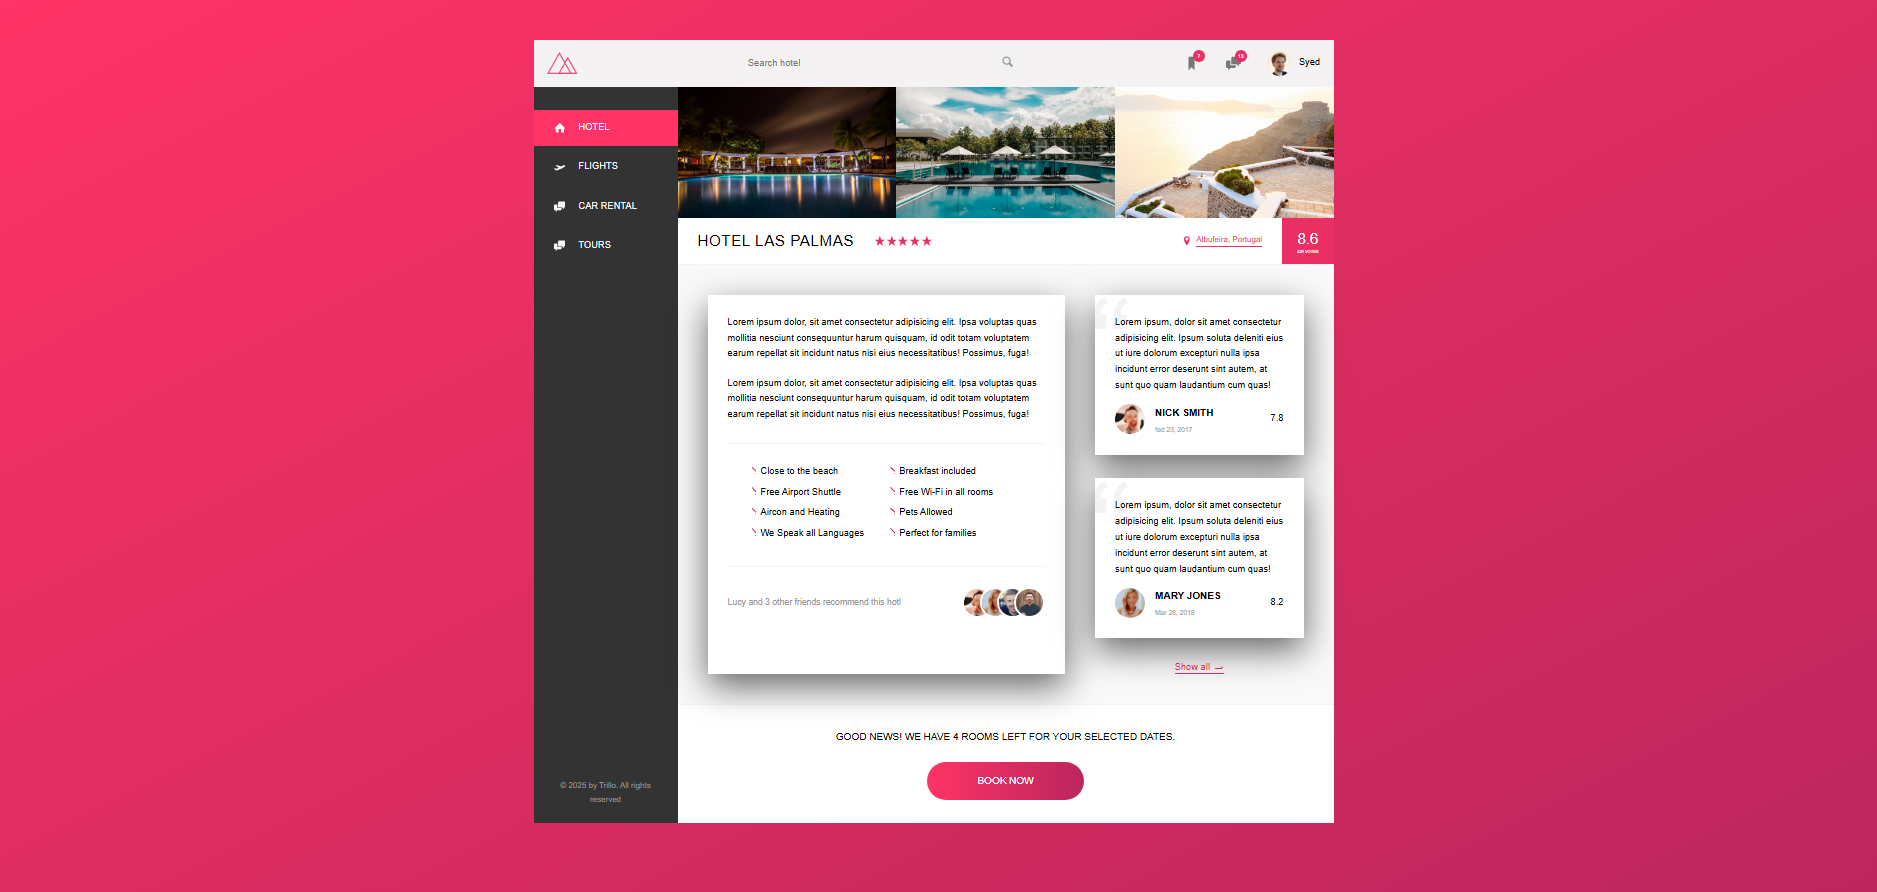 Search hotel
7
13
Syed
HOTEL
FLIGHTS
CAR RENTAL
TOURS
© 2025 by Trillo. All rights
reserved
HOTEL LAS PALMAS
Albufeira, Portugal
8.6
VOTES
Lorem ipsum dolor, sit amet consectetur adipisicing elit. Ipsa voluptas quas
mollitia nesciunt consequuntur harum quisquam, id odit totam voluptatem
earum repellat sit incidunt natus nisi eius necessitatibus! Possimus, fuga!
Lorem ipsum dolor, sit amet consectetur adipisicing elit. Ipsa voluptas quas
mollitia nesciunt consequuntur harum quisquam, id odit totam voluptatem
earum repellat sit incidunt natus nisi eius necessitatibus! Possimus, fuga!
Close to the beach
Breakfast included
Free Airport Shuttle
Free Wi-Fi in all rooms
Aircon and Heating
Pets Allowed
We Speak all Languages
Perfect for families
Lucy and 3 other friends recommend this hotl
“
Lorem ipsum, dolor sit amet consectetur
adipisicing elit. Ipsum soluta deleniti eius
ut iure dolorum excepturi nulla ipsa
incidunt error deserunt sint autem, at
sunt quo quam laudantium cum quas!
NICK SMITH
fed 23, 2017
7.8
“
Lorem ipsum, dolor sit amet consectetur
adipisicing elit. Ipsum soluta deleniti eius
ut iure dolorum excepturi nulla ipsa
incidunt error deserunt sint autem, at
sunt quo quam laudantium cum quas!
MARY JONES
Mar 28, 2018
8.2
Show all
GOOD NEWS! WE HAVE 4 ROOMS LEFT FOR YOUR SELECTED DATES.
BOOK NOW